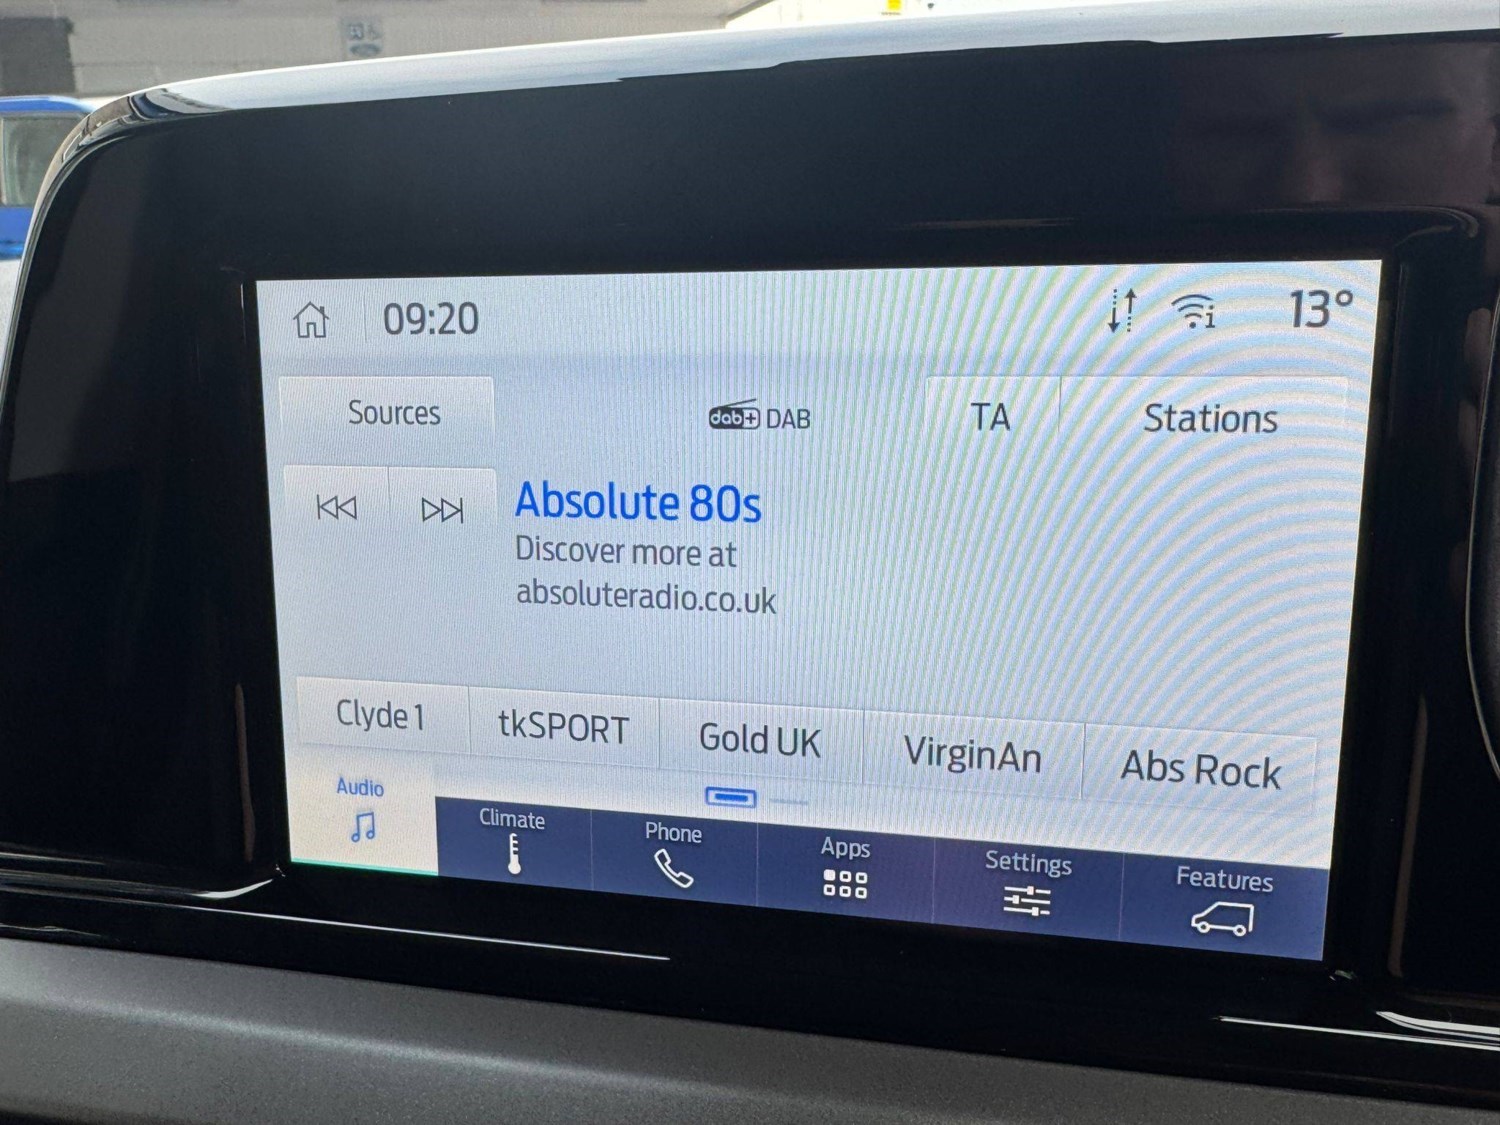 09:20
13°
Sources
dab+ DAB
TA
Stations
Absolute 80s
Discover more at
absoluteradio.co.uk
Clyde 1
tkSPORT
Gold UK
VirginAn
Abs Rock
Audio
Climate
Phone
Apps
Settings
Features